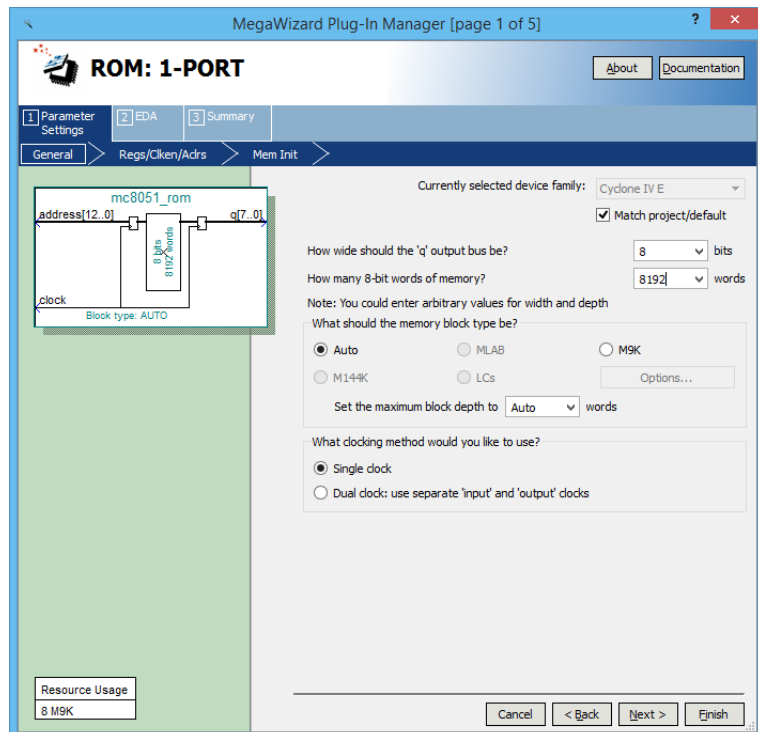 MegaWizard Plug-In Manager [page 1 of 5]
?
ROM: 1-PORT
About
Documentation
1 Parameter Settings
2 EDA
3 Summary
General
Regs/Clken/Aclrs
Mem Init
mc8051_rom
address[12..0]
q[7..0]
8 bits
8192 words
clock
Block type: AUTO
Currently selected device family:
Cyclone IV E
Match project/default
How wide should the 'q' output bus be?
8
bits
How many 8-bit words of memory?
8192
words
Note: You could enter arbitrary values for width and depth
What should the memory block type be?
Auto
MLAB
M9K
M144K
LCs
Options...
Set the maximum block depth to
Auto
words
What clocking method would you like to use?
Single clock
Dual clock: use separate 'input' and 'output' clocks
Resource Usage
8 M9K
Cancel
< Back
Next >
Finish